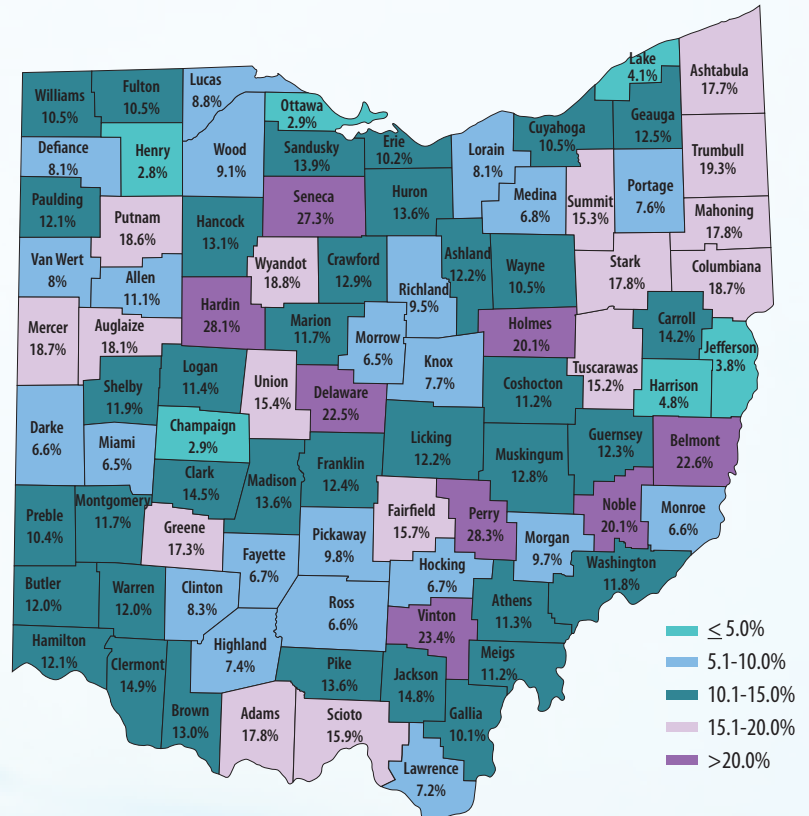 Lake
4.1%
Ashtabula
17.7%
Williams
10.5%
Fulton
10.5%
Lucas
8.8%
Ottawa
2.9%
Geauga
12.5%
Cuyahoga
10.5%
Erie
10.2%
Sandusky
13.9%
Lorain
8.1%
Trumbull
19.3%
Defiance
8.1%
Henry
2.8%
Wood
9.1%
Medina
6.8%
Summit
15.3%
Portage
7.6%
Paulding
12.1%
Putnam
18.6%
Hancock
13.1%
Seneca
27.3%
Huron
13.6%
Mahoning
17.8%
Van Wert
8%
Allen
11.1%
Wyandot
18.8%
Crawford
12.9%
Richland
9.5%
Ashland
12.2%
Wayne
10.5%
Stark
17.8%
Columbiana
18.7%
Hardin
28.1%
Mercer
18.7%
Auglaize
18.1%
Marion
11.7%
Morrow
6.5%
Holmes
20.1%
Carroll
14.2%
Jefferson
3.8%
Knox
7.7%
Tuscarawas
15.2%
Logan
11.4%
Union
15.4%
Shelby
11.9%
Delaware
22.5%
Coshocton
11.2%
Harrison
4.8%
Darke
6.6%
Miami
6.5%
Champaign
2.9%
Licking
12.2%
Muskingum
12.8%
Guernsey
12.3%
Belmont
22.6%
Clark
14.5%
Madison
13.6%
Franklin
12.4%
Preble
10.4%
Montgomery
11.7%
Greene
17.3%
Fairfield
15.7%
Perry
28.3%
Noble
20.1%
Monroe
6.6%
Pickaway
9.8%
Morgan
9.7%
Fayette
6.7%
Hocking
6.7%
Washington
11.8%
Butler
12.0%
Warren
12.0%
Clinton
8.3%
Ross
6.6%
Athens
11.3%
Vinton
23.4%
Hamilton
12.1%
Highland
7.4%
Meigs
11.2%
Clermont
14.9%
Pike
13.6%
Jackson
14.8%
Brown
13.0%
Adams
17.8%
Scioto
15.9%
Gallia
10.1%
Lawrence
7.2%
≤ 5.0%
5.1-10.0%
10.1-15.0%
15.1-20.0%
>20.0%